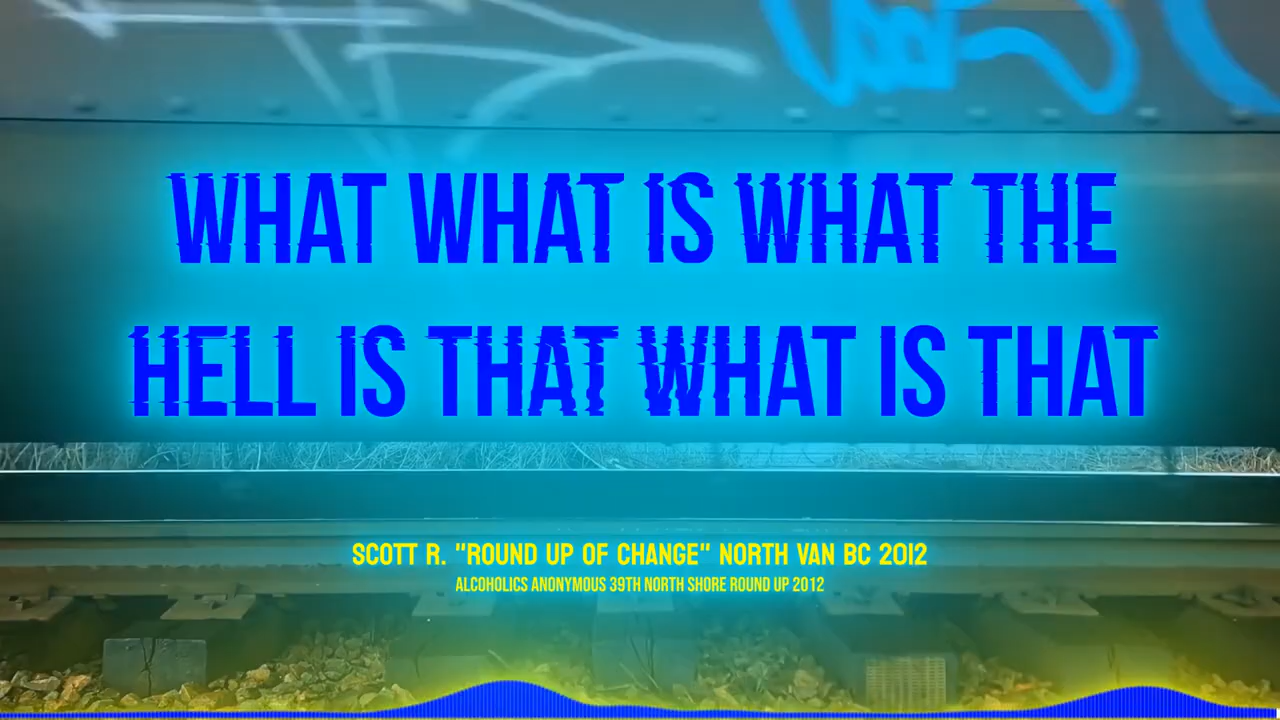 WHAT WHAT IS WHAT THE
HELL IS THAT WHAT IS THAT
SCOTT R. "ROUND UP OF CHANGE" NORTH VAN BC 2012
ALCOHOLICS ANONYMOUS 39TH NORTH SHORE ROUND UP 2012